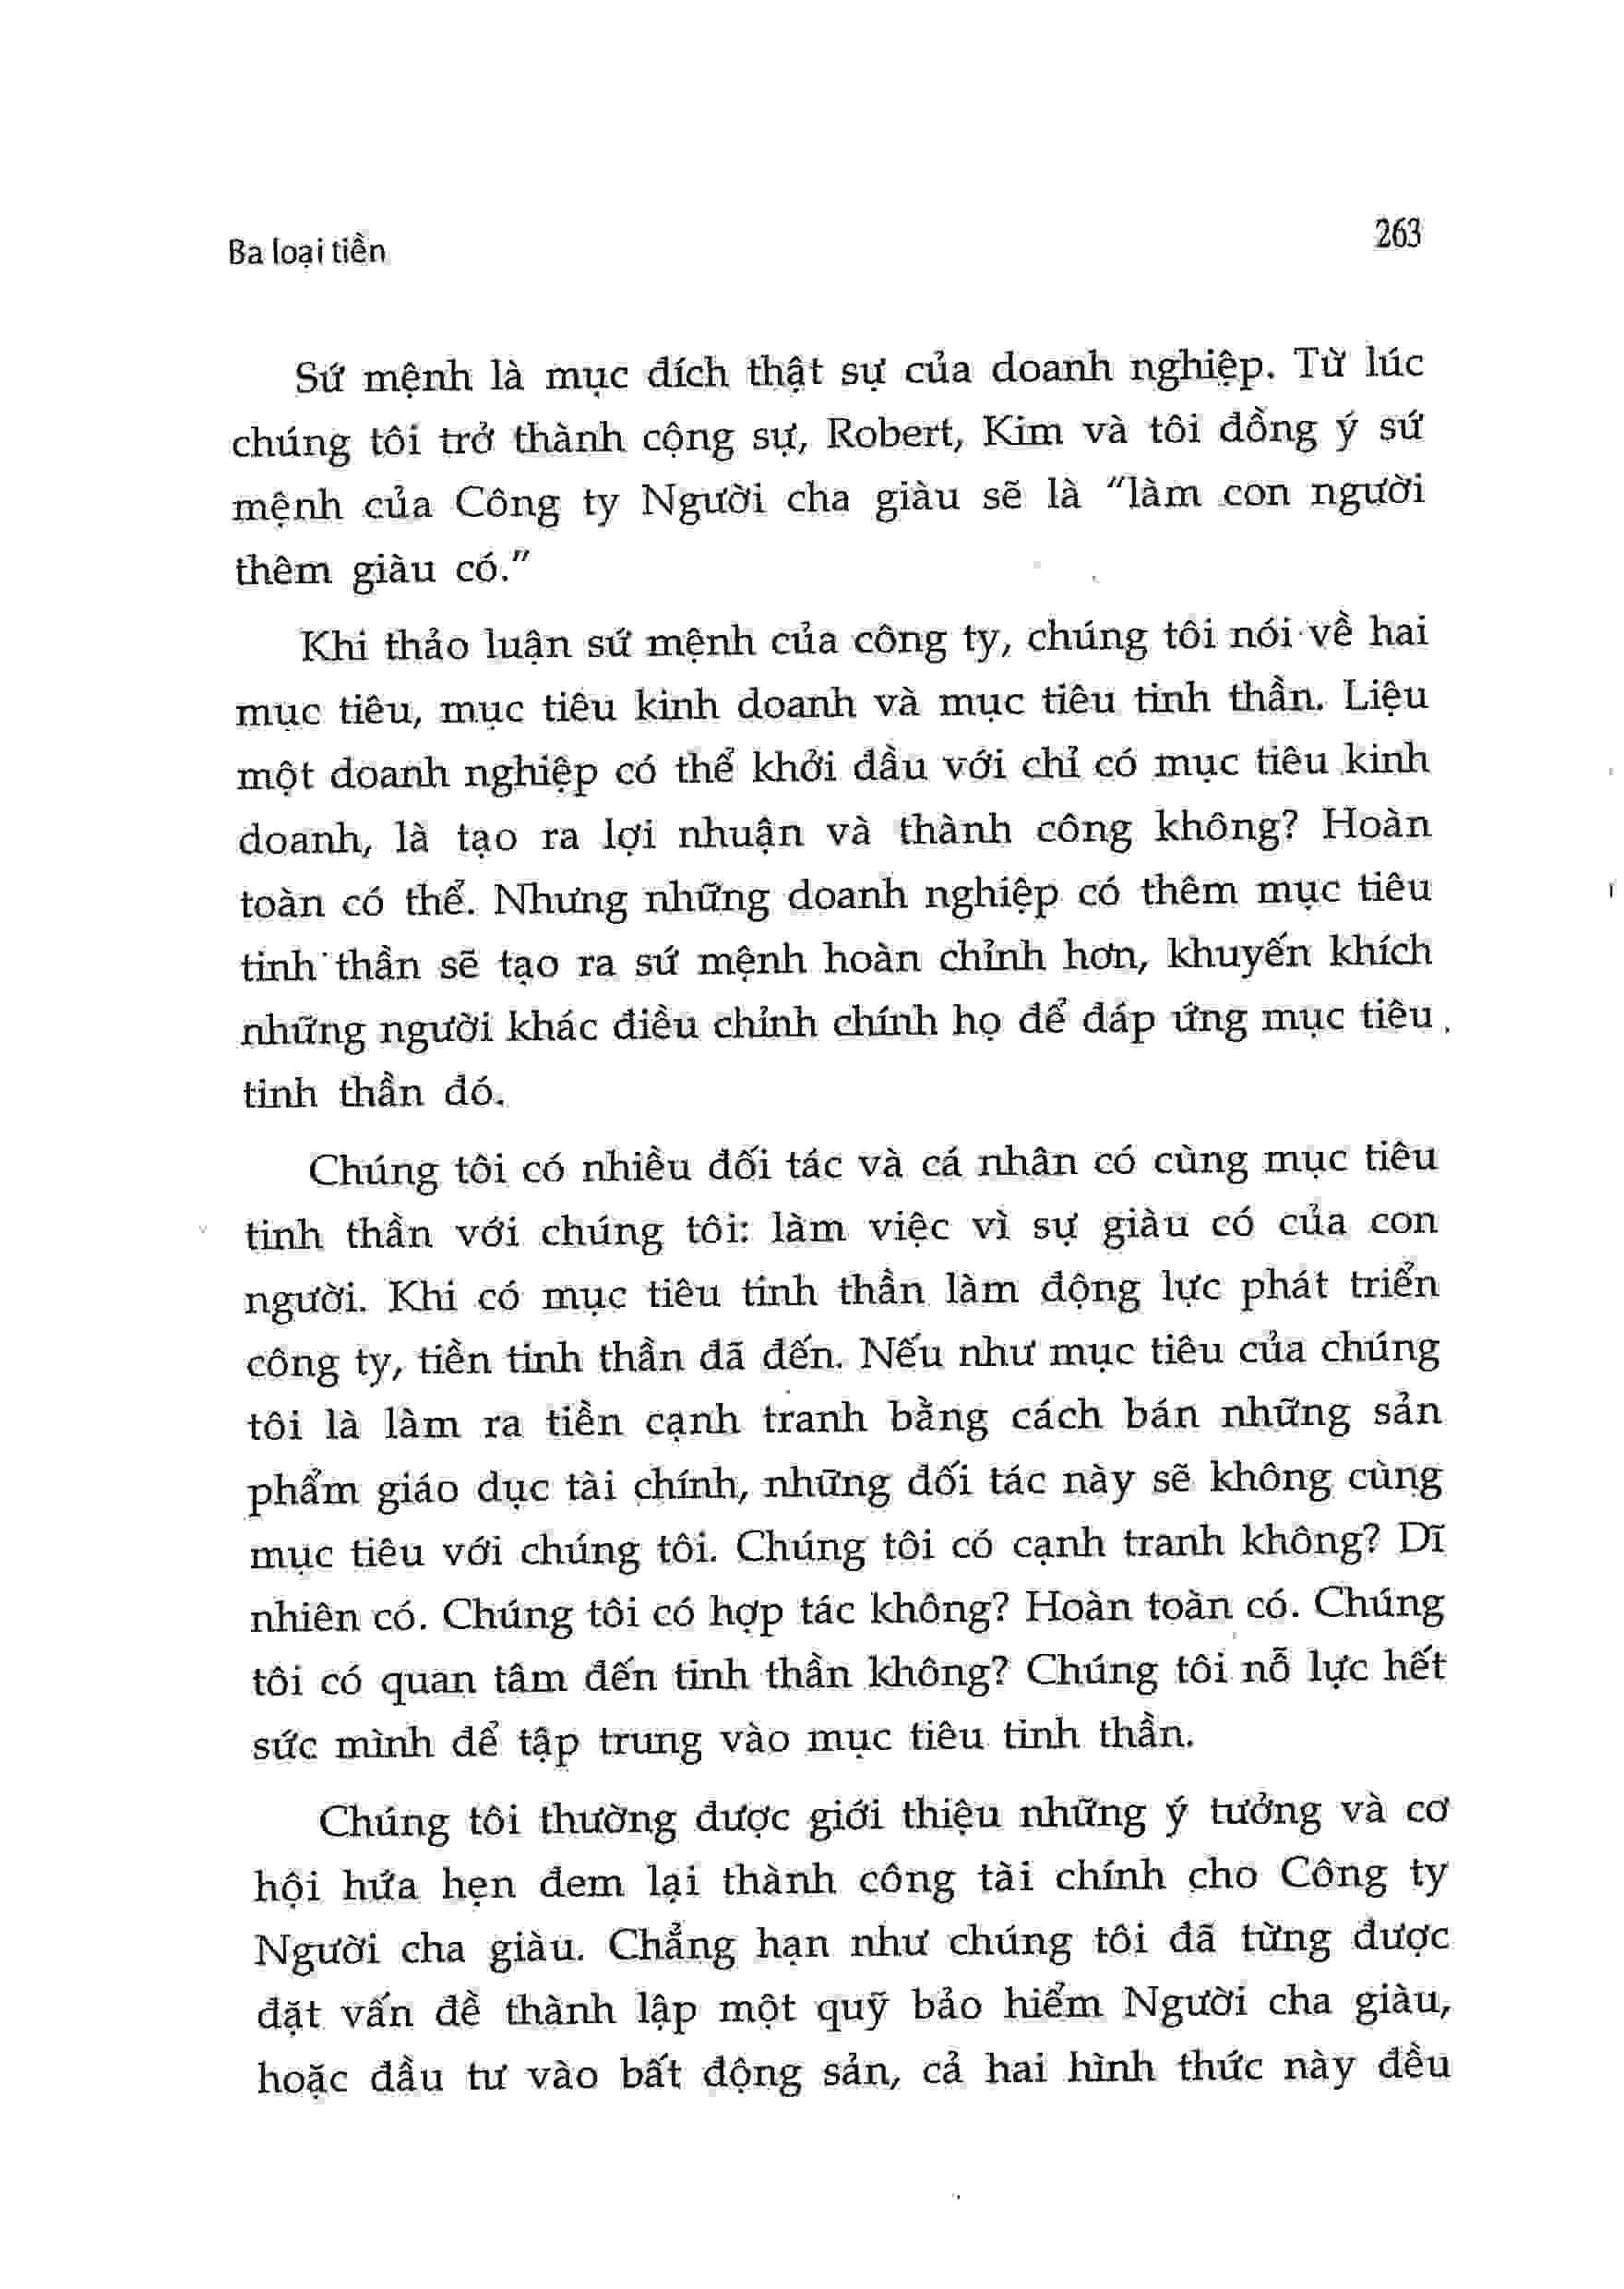 Ba loại tiền
263
Sứ mệnh là mục đích thật sự của doanh nghiệp. Từ lúc
chúng tôi trở thành cộng sự, Robert, Kim và tôi đồng ý sứ
mệnh của Công ty Người cha giàu sẽ là “làm con người
thêm giàu có.”
Khi thảo luận sứ mệnh của công ty, chúng tôi nói về hai
mục tiêu, mục tiêu kinh doanh và mục tiêu tinh thần. Liệu
một doanh nghiệp có thể khởi đầu với chỉ có mục tiêu kinh
doanh, là tạo ra lợi nhuận và thành công không? Hoàn
toàn có thể. Nhưng những doanh nghiệp có thêm mục tiêu
tinh thần sẽ tạo ra sứ mệnh hoàn chỉnh hơn, khuyến khích
những người khác điều chỉnh chính họ để đáp ứng mục tiêu
tinh thần đó.
Chúng tôi có nhiều đối tác và cá nhân có cùng mục tiêu
tinh thần với chúng tôi: làm việc vì sự giàu có của con
người. Khi có mục tiêu tinh thần làm động lực phát triển
công ty, tiền tinh thần đã đến. Nếu như mục tiêu của chúng
tôi là làm ra tiền cạnh tranh bằng cách bán những sản
phẩm giáo dục tài chính, những đối tác này sẽ không cùng
mục tiêu với chúng tôi. Chúng tôi có cạnh tranh không? Dĩ
nhiên có. Chúng tôi có hợp tác không? Hoàn toàn có. Chúng
tôi có quan tâm đến tinh thần không? Chúng tôi nỗ lực hết
sức mình để tập trung vào mục tiêu tinh thần.
Chúng tôi thường được giới thiệu những ý tưởng và cơ
hội hứa hẹn đem lại thành công tài chính cho Công ty
Người cha giàu. Chẳng hạn như chúng tôi đã từng được
đặt vấn đề thành lập một quỹ bảo hiểm Người cha giàu,
hoặc đầu tư vào bất động sản, cả hai hình thức này đều